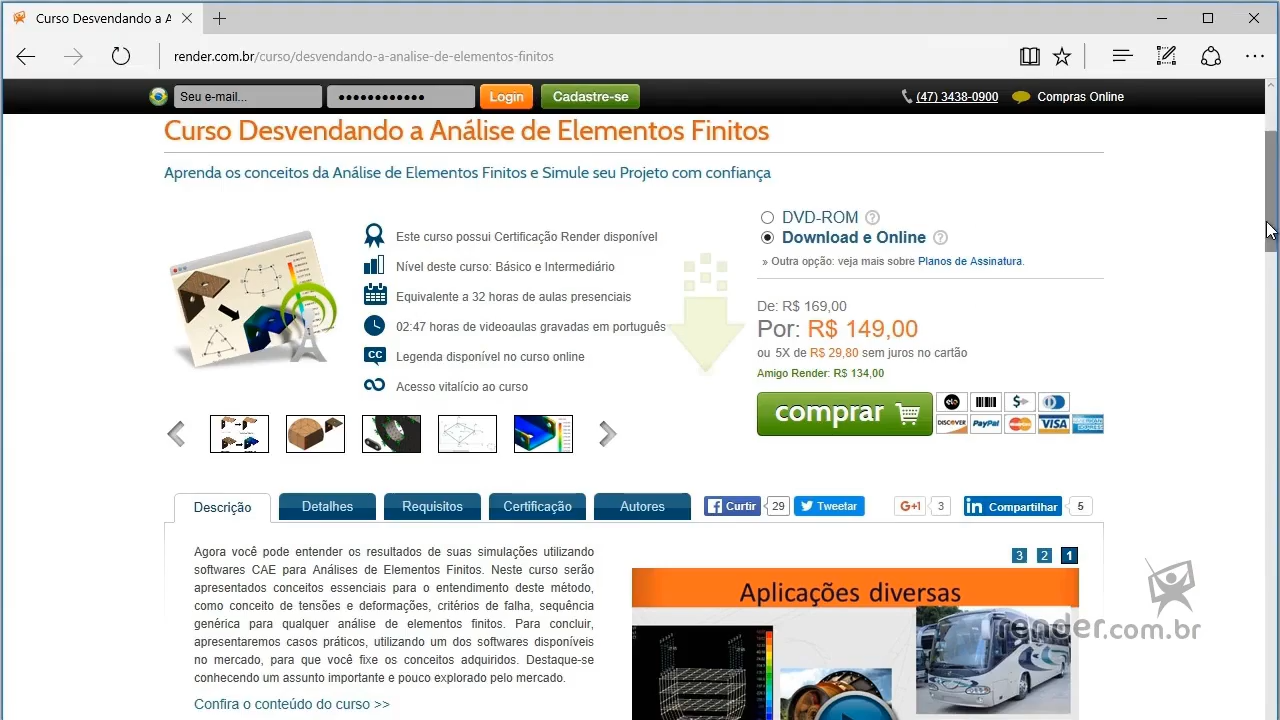 Curso Desvendando a A
render.com.br/curso/desvendando-a-analise-de-elementos-finitos
Seu e-mail...
Login
Cadastre-se
(47) 3438-0900
Compras Online
Curso Desvendando a Análise de Elementos Finitos
Aprenda os conceitos da Análise de Elementos Finitos e Simule seu Projeto com confiança
Este curso possui Certificação Render disponível
Nível deste curso: Básico e Intermediário
Equivalente a 32 horas de aulas presenciais
02:47 horas de videoaulas gravadas em português
CC
Legenda disponível no curso online
Acesso vitalício ao curso
DVD-ROM ?
Download e Online ?
» Outra opção: veja mais sobre Planos de Assinatura.
De: R$ 169,00
Por: R$ 149,00
ou 5X de R$ 29,80 sem juros no cartão
Amigo Render: R$ 134,00
comprar
elo
DISCOVER
PayPal
MasterCard
VISA
AMERICAN EXPRESS
Descrição
Detalhes
Requisitos
Certificação
Autores
Curtir
29
Tweetar
G+1
3
in Compartilhar
5
Agora você pode entender os resultados de suas simulações utilizando
softwares CAE para Análises de Elementos Finitos. Neste curso serão
apresentados conceitos essenciais para o entendimento deste método,
como conceito de tensões e deformações, critérios de falha, sequência
genérica para qualquer análise de elementos finitos. Para concluir,
apresentaremos casos práticos, utilizando um dos softwares disponíveis
no mercado, para que você fixe os conceitos adquiridos. Destaque-se
conhecendo um assunto importante e pouco explorado pelo mercado.
Confira o conteúdo do curso >>
3 2 1
Aplicações diversas
render.com.br